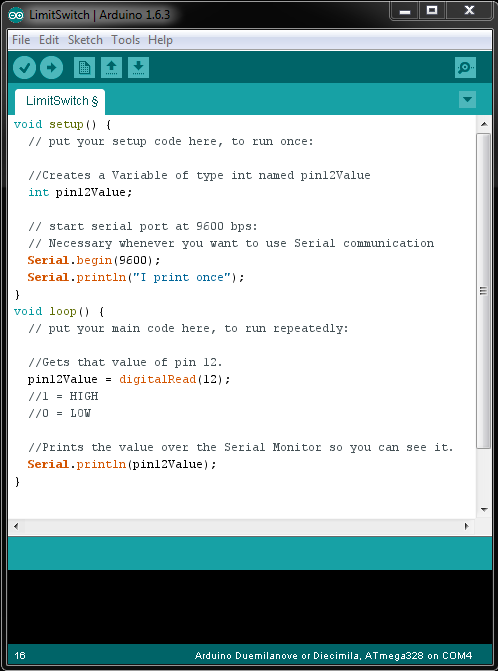 LimitSwitch | Arduino 1.6.3
File Edit Sketch Tools Help
LimitSwitch §
void setup() {
  // put your setup code here, to run once:

  //Creates a Variable of type int named pin12Value
  int pin12Value;

  // start serial port at 9600 bps:
  // Necessary whenever you want to use Serial communication
  Serial.begin(9600);
  Serial.println("I print once");
}
void loop() {
  // put your main code here, to run repeatedly:

  //Gets that value of pin 12.
  pin12Value = digitalRead(12);
  //1 = HIGH
  //0 = LOW

  //Prints the value over the Serial Monitor so you can see it.
  Serial.println(pin12Value);
}
16 Arduino Duemilanove or Diecimila, ATmega328 on COM4